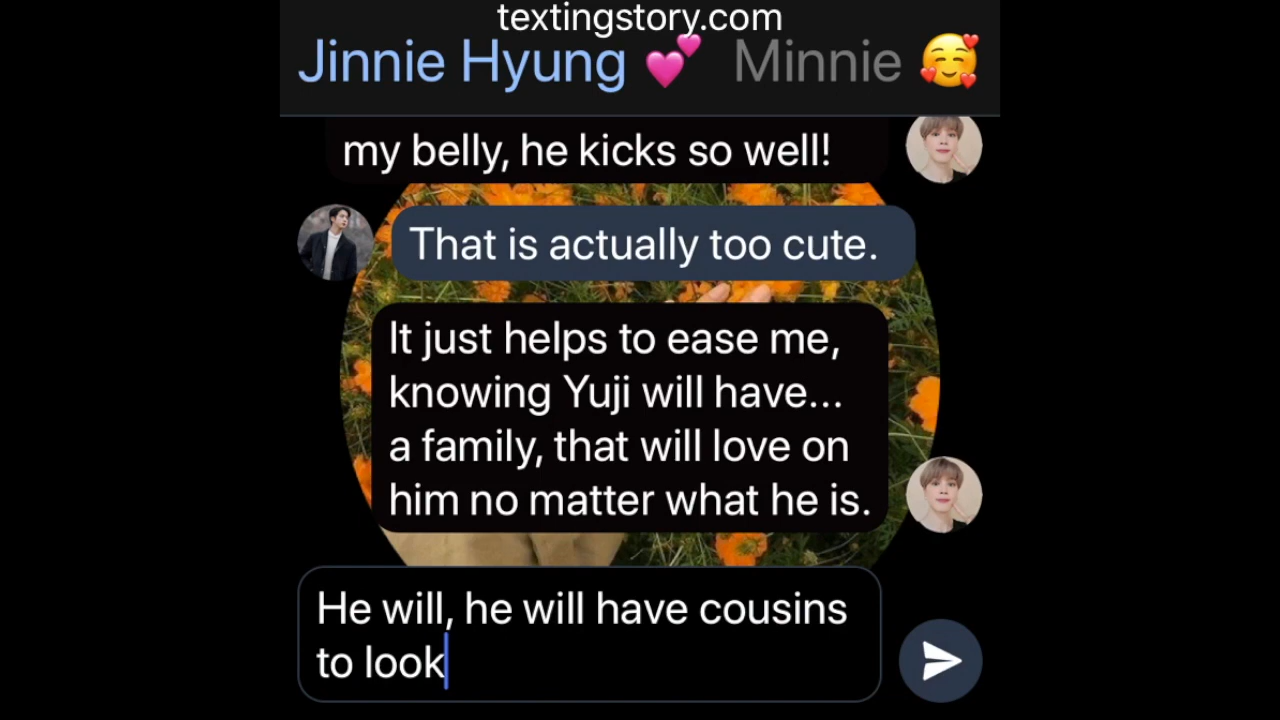 textingstory.com
Jinnie Hyung 💕 Minnie 🥰
my belly, he kicks so well!
That is actually too cute.
It just helps to ease me,
knowing Yuji will have...
a family, that will love on
him no matter what he is.
He will, he will have cousins
to look